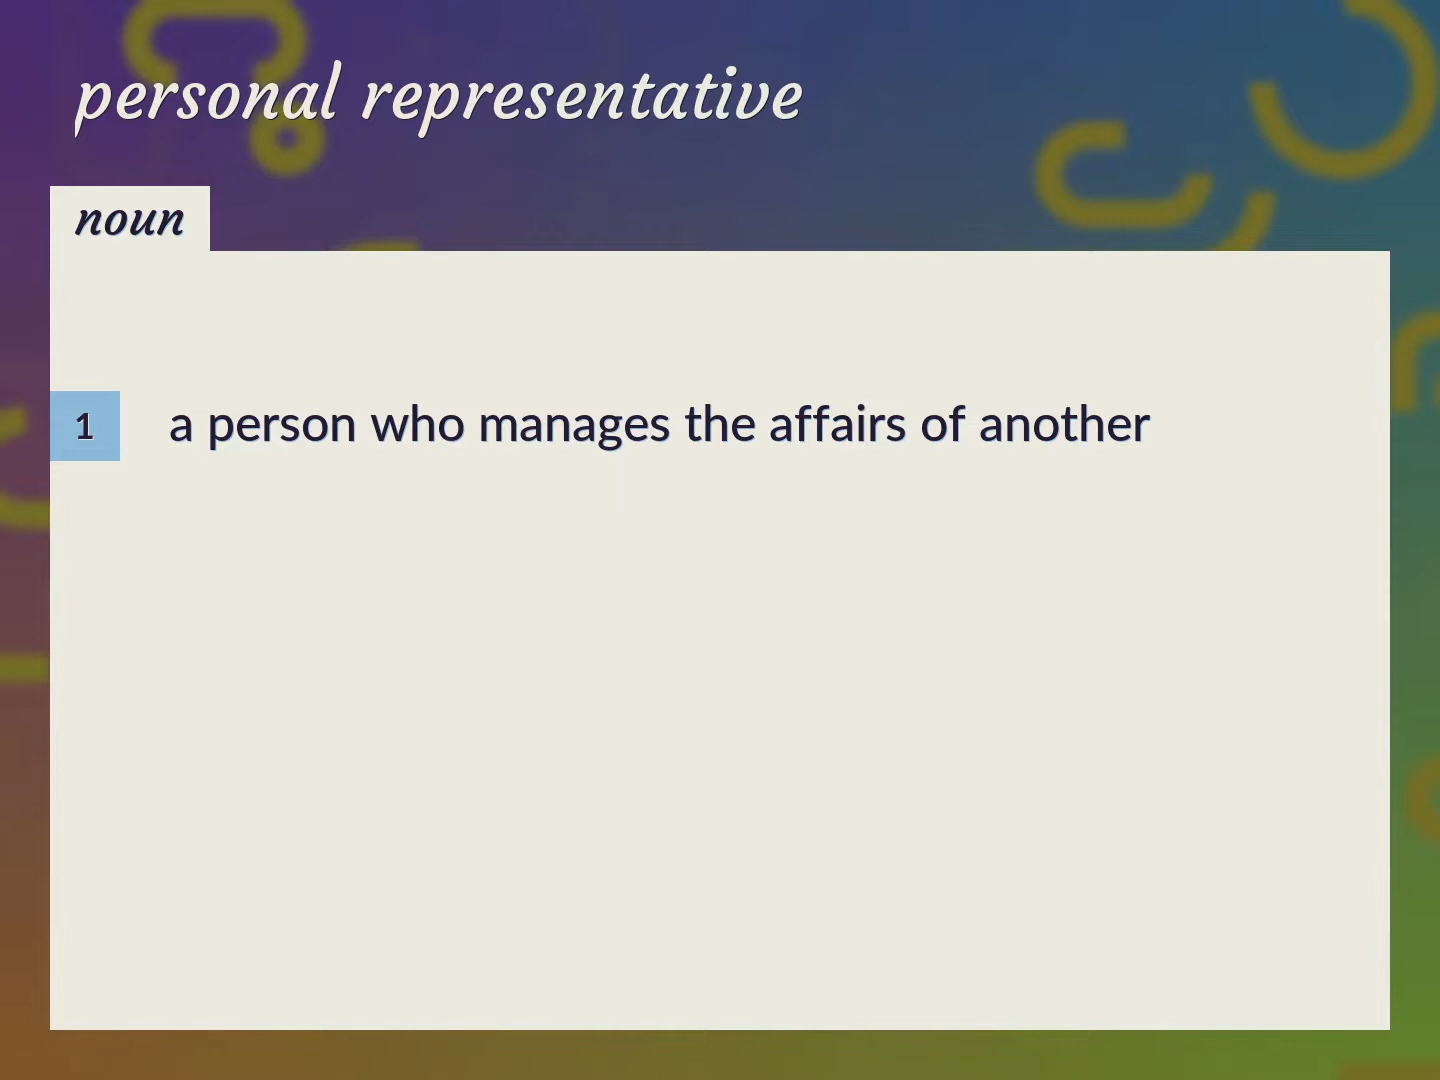 personal representative
noun
1 a person who manages the affairs of another